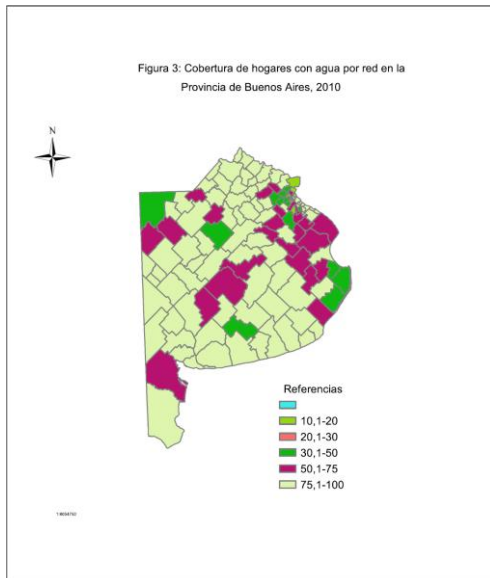 Figura 3: Cobertura de hogares con agua por red en la
Provincia de Buenos Aires, 2010
N
Referencias
10,1-20
20,1-30
30,1-50
50,1-75
75,1-100